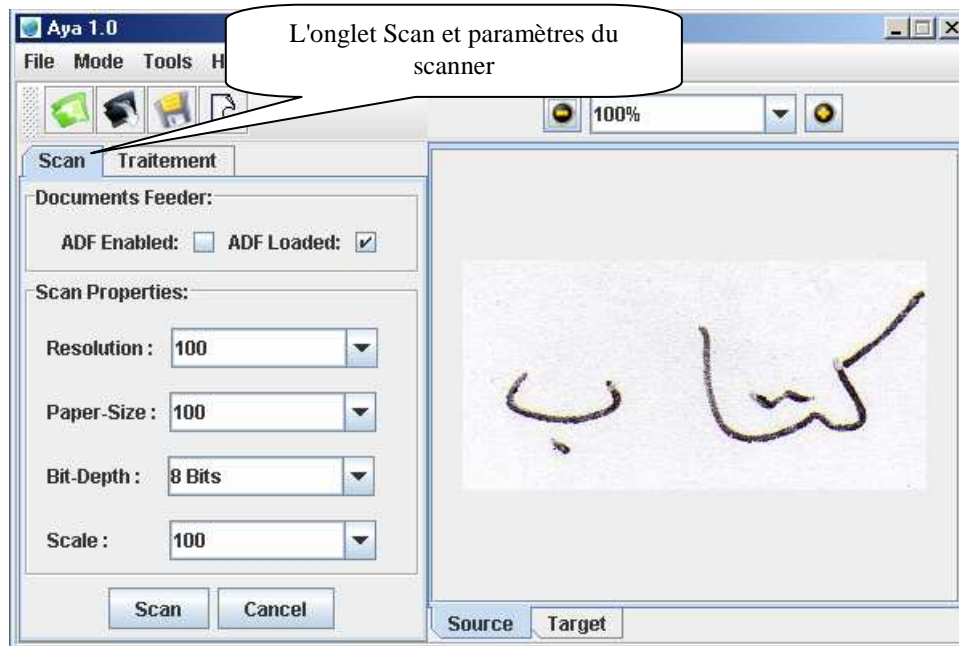 Aya 1.0
L'onglet Scan et paramètres du
scanner
File Mode Tools H
100%
Scan Traitement
Documents Feeder:
ADF Enabled: ADF Loaded:
Scan Properties:
Resolution : 100
Paper-Size : 100
Bit-Depth : 8 Bits
Scale : 100
كتاب
Scan Cancel
Source Target